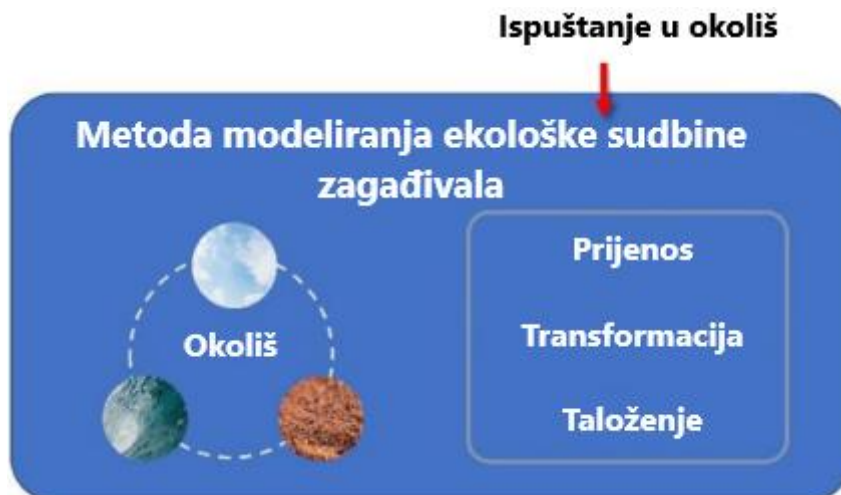 Ispuštanje u okoliš
Metoda modeliranja ekološke sudbine
zagađivala
Okoliš
Prijenos
Transformacija
Taloženje